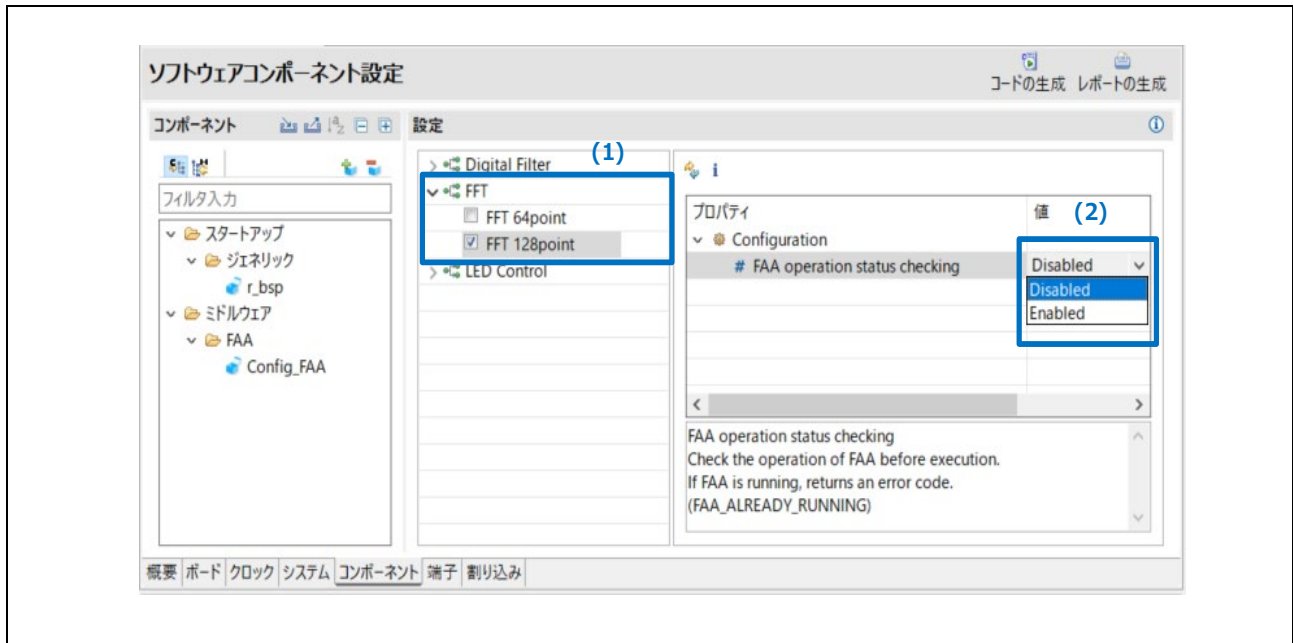 ソフトウェアコンポーネント設定
コードの生成 レポートの生成
コンポーネント
設定
フィルタ入力
スタートアップ
ジェネリック
r_bsp
ミドルウェア
FAA
Config_FAA
(1)
Digital Filter
FFT
FFT 64point
FFT 128point
LED Control
プロパティ 値 (2)
Configuration
# FAA operation status checking Disabled
Disabled
Enabled
FAA operation status checking
Check the operation of FAA before execution.
If FAA is running, returns an error code.
(FAA_ALREADY_RUNNING)
概要 ボード クロック システム コンポーネント 端子 割り込み